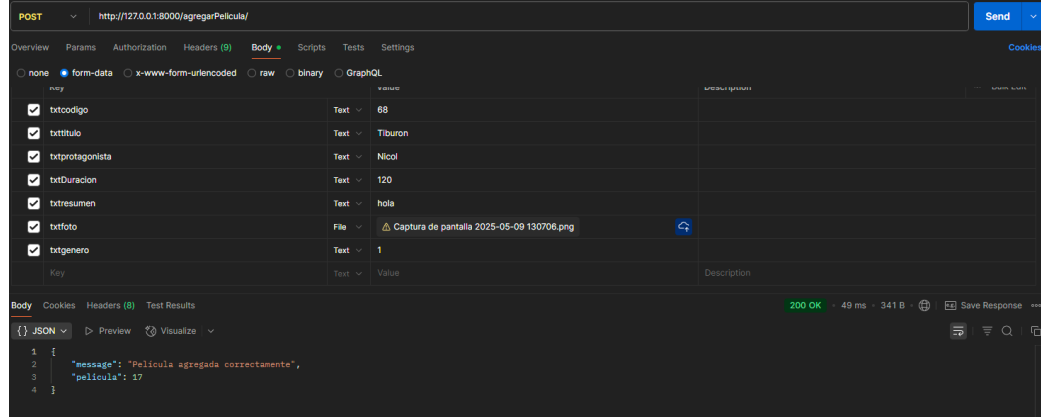 POST http://127.0.0.1:8000/agregarPelicula/ Send
Overview Params Authorization Headers (9) Body Scripts Tests Settings Cookies
none form-data x-www-form-urlencoded raw binary GraphQL
Key Value Description Bulk Edit
txtcodigo Text 68
txttitulo Text Tiburon
txtprotagonista Text Nicol
txtDuracion Text 120
txtresumen Text hola
txtfoto File Captura de pantalla 2025-05-09 130706.png
txtgenero Text 1
Key Text Value Description
Body Cookies Headers (8) Test Results 200 OK 49 ms 341 B Save Response
{} JSON Preview Visualize
1 {
2 "message": "Película agregada correctamente",
3 "pelicula": 17
4 }